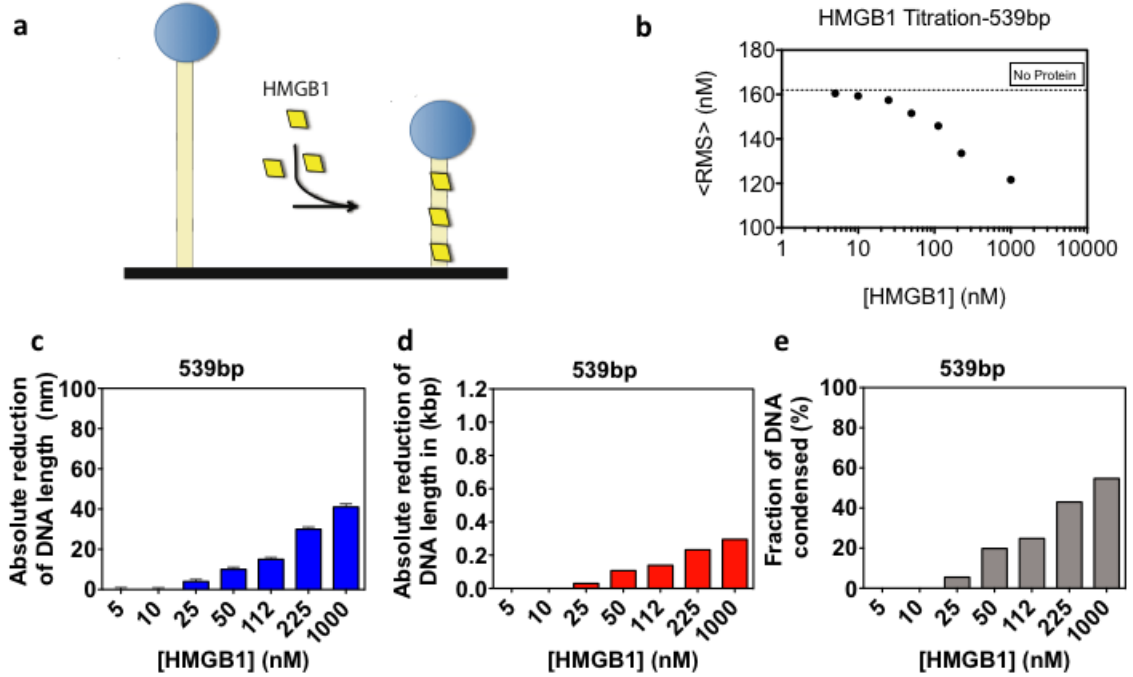 a
HMGB1
b
HMGB1 Titration-539bp
<RMS> (nM)
180
160
140
120
100
No Protein
1
10
100
1000
10000
[HMGB1] (nM)
c
539bp
Absolute reduction
of DNA length (nm)
100
80
60
40
20
0
5
10
25
50
112
225
1000
[HMGB1] (nM)
d
539bp
Absolute reduction of
DNA length in (kbp)
1.2
1.0
0.8
0.6
0.4
0.2
0.0
5
10
25
50
112
225
1000
[HMGB1] (nM)
e
539bp
Fraction of DNA
condensed (%)
100
80
60
40
20
0
5
10
25
50
112
225
1000
[HMGB1] (nM)